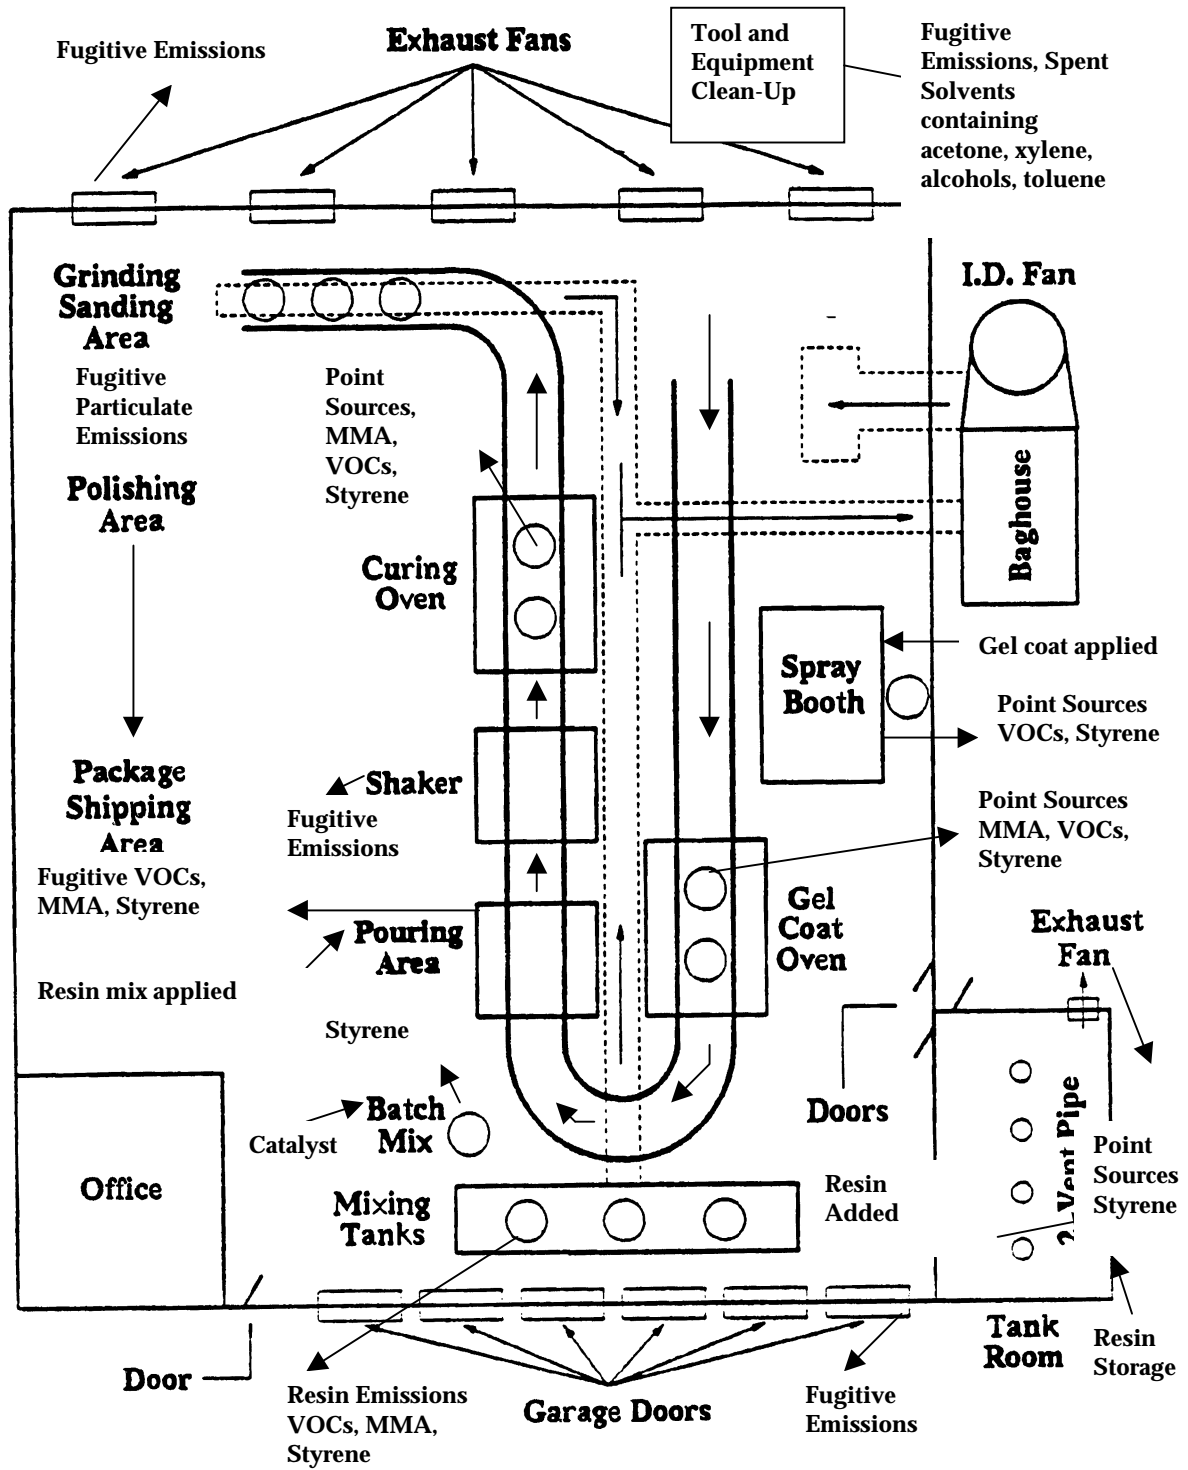 Fugitive Emissions
Exhaust Fans
Tool and
Equipment
Clean-Up
Fugitive
Emissions, Spent
Solvents
containing
acetone, xylene,
alcohols, toluene
Grinding
Sanding
Area
Fugitive
Particulate
Emissions
Point
Sources,
MMA,
VOCs,
Styrene
I.D. Fan
Polishing
Area
Baghouse
Curing
Oven
Spray
Booth
Gel coat applied
Point Sources
VOCs, Styrene
Package
Shipping
Area
Shaker
Fugitive
Emissions
Point Sources
MMA, VOCs,
Styrene
Fugitive VOCs,
MMA, Styrene
Pouring
Area
Gel
Coat
Oven
Exhaust
Fan
Resin mix applied
Styrene
Batch
Mix
Catalyst
Doors
Vent Pipe
Point
Sources
Styrene
Office
Mixing
Tanks
Resin
Added
Tank
Room
Resin
Storage
Door
Resin Emissions
VOCs, MMA,
Styrene
Garage Doors
Fugitive
Emissions